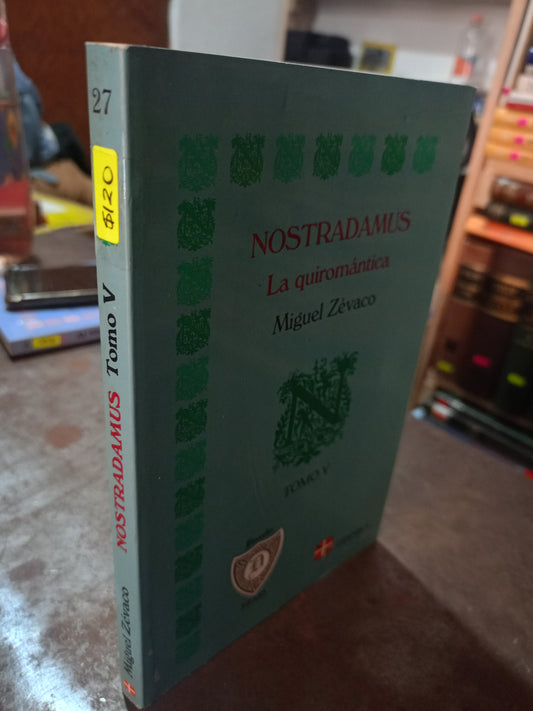 27
$120
NOSTRADAMUS Tomo V
Miguel Zévaco
NOSTRADAMUS
La quiromántica
Miguel Zévaco
N
TOMO V